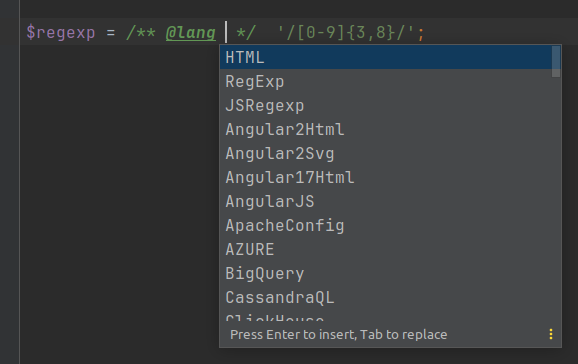 $regexp = /** @lang */ '/[0-9]{3,8}/';
HTML
RegExp
JSRegexp
Angular2Html
Angular2Svg
Angular17Html
AngularJS
ApacheConfig
AZURE
BigQuery
CassandraQL
ClickHouse
Press Enter to insert, Tab to replace